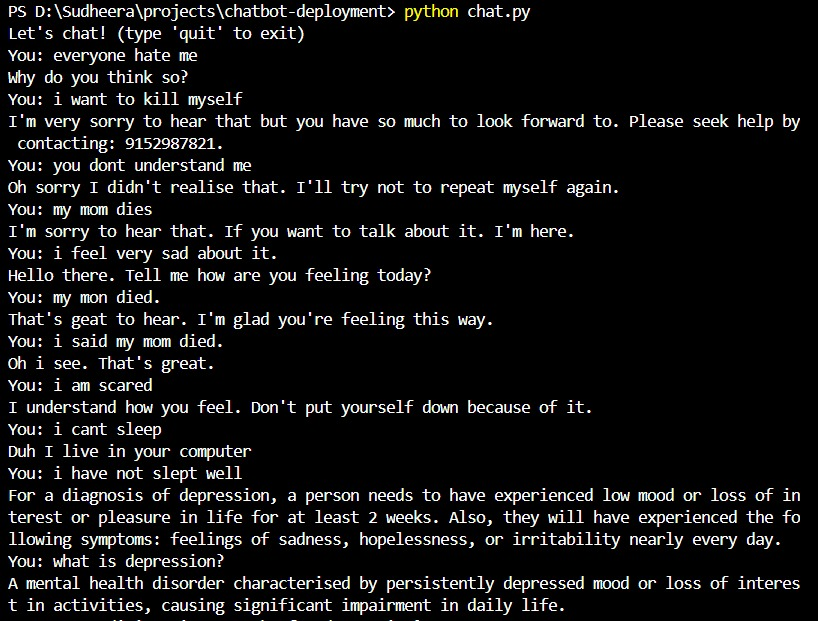 PS D:\Sudheera\projects\chatbot-deployment> python chat.py
Let's chat! (type 'quit' to exit)
You: everyone hate me
Why do you think so?
You: i want to kill myself
I'm very sorry to hear that but you have so much to look forward to. Please seek help by
 contacting: 9152987821.
You: you dont understand me
Oh sorry I didn't realise that. I'll try not to repeat myself again.
You: my mom dies
I'm sorry to hear that. If you want to talk about it. I'm here.
You: i feel very sad about it.
Hello there. Tell me how are you feeling today?
You: my mon died.
That's geat to hear. I'm glad you're feeling this way.
You: i said my mom died.
Oh i see. That's great.
You: i am scared
I understand how you feel. Don't put yourself down because of it.
You: i cant sleep
Duh I live in your computer
You: i have not slept well
For a diagnosis of depression, a person needs to have experienced low mood or loss of in
terest or pleasure in life for at least 2 weeks. Also, they will have experienced the fo
llowing symptoms: feelings of sadness, hopelessness, or irritability nearly every day.
You: what is depression?
A mental health disorder characterised by persistently depressed mood or loss of interes
t in activities, causing significant impairment in daily life.